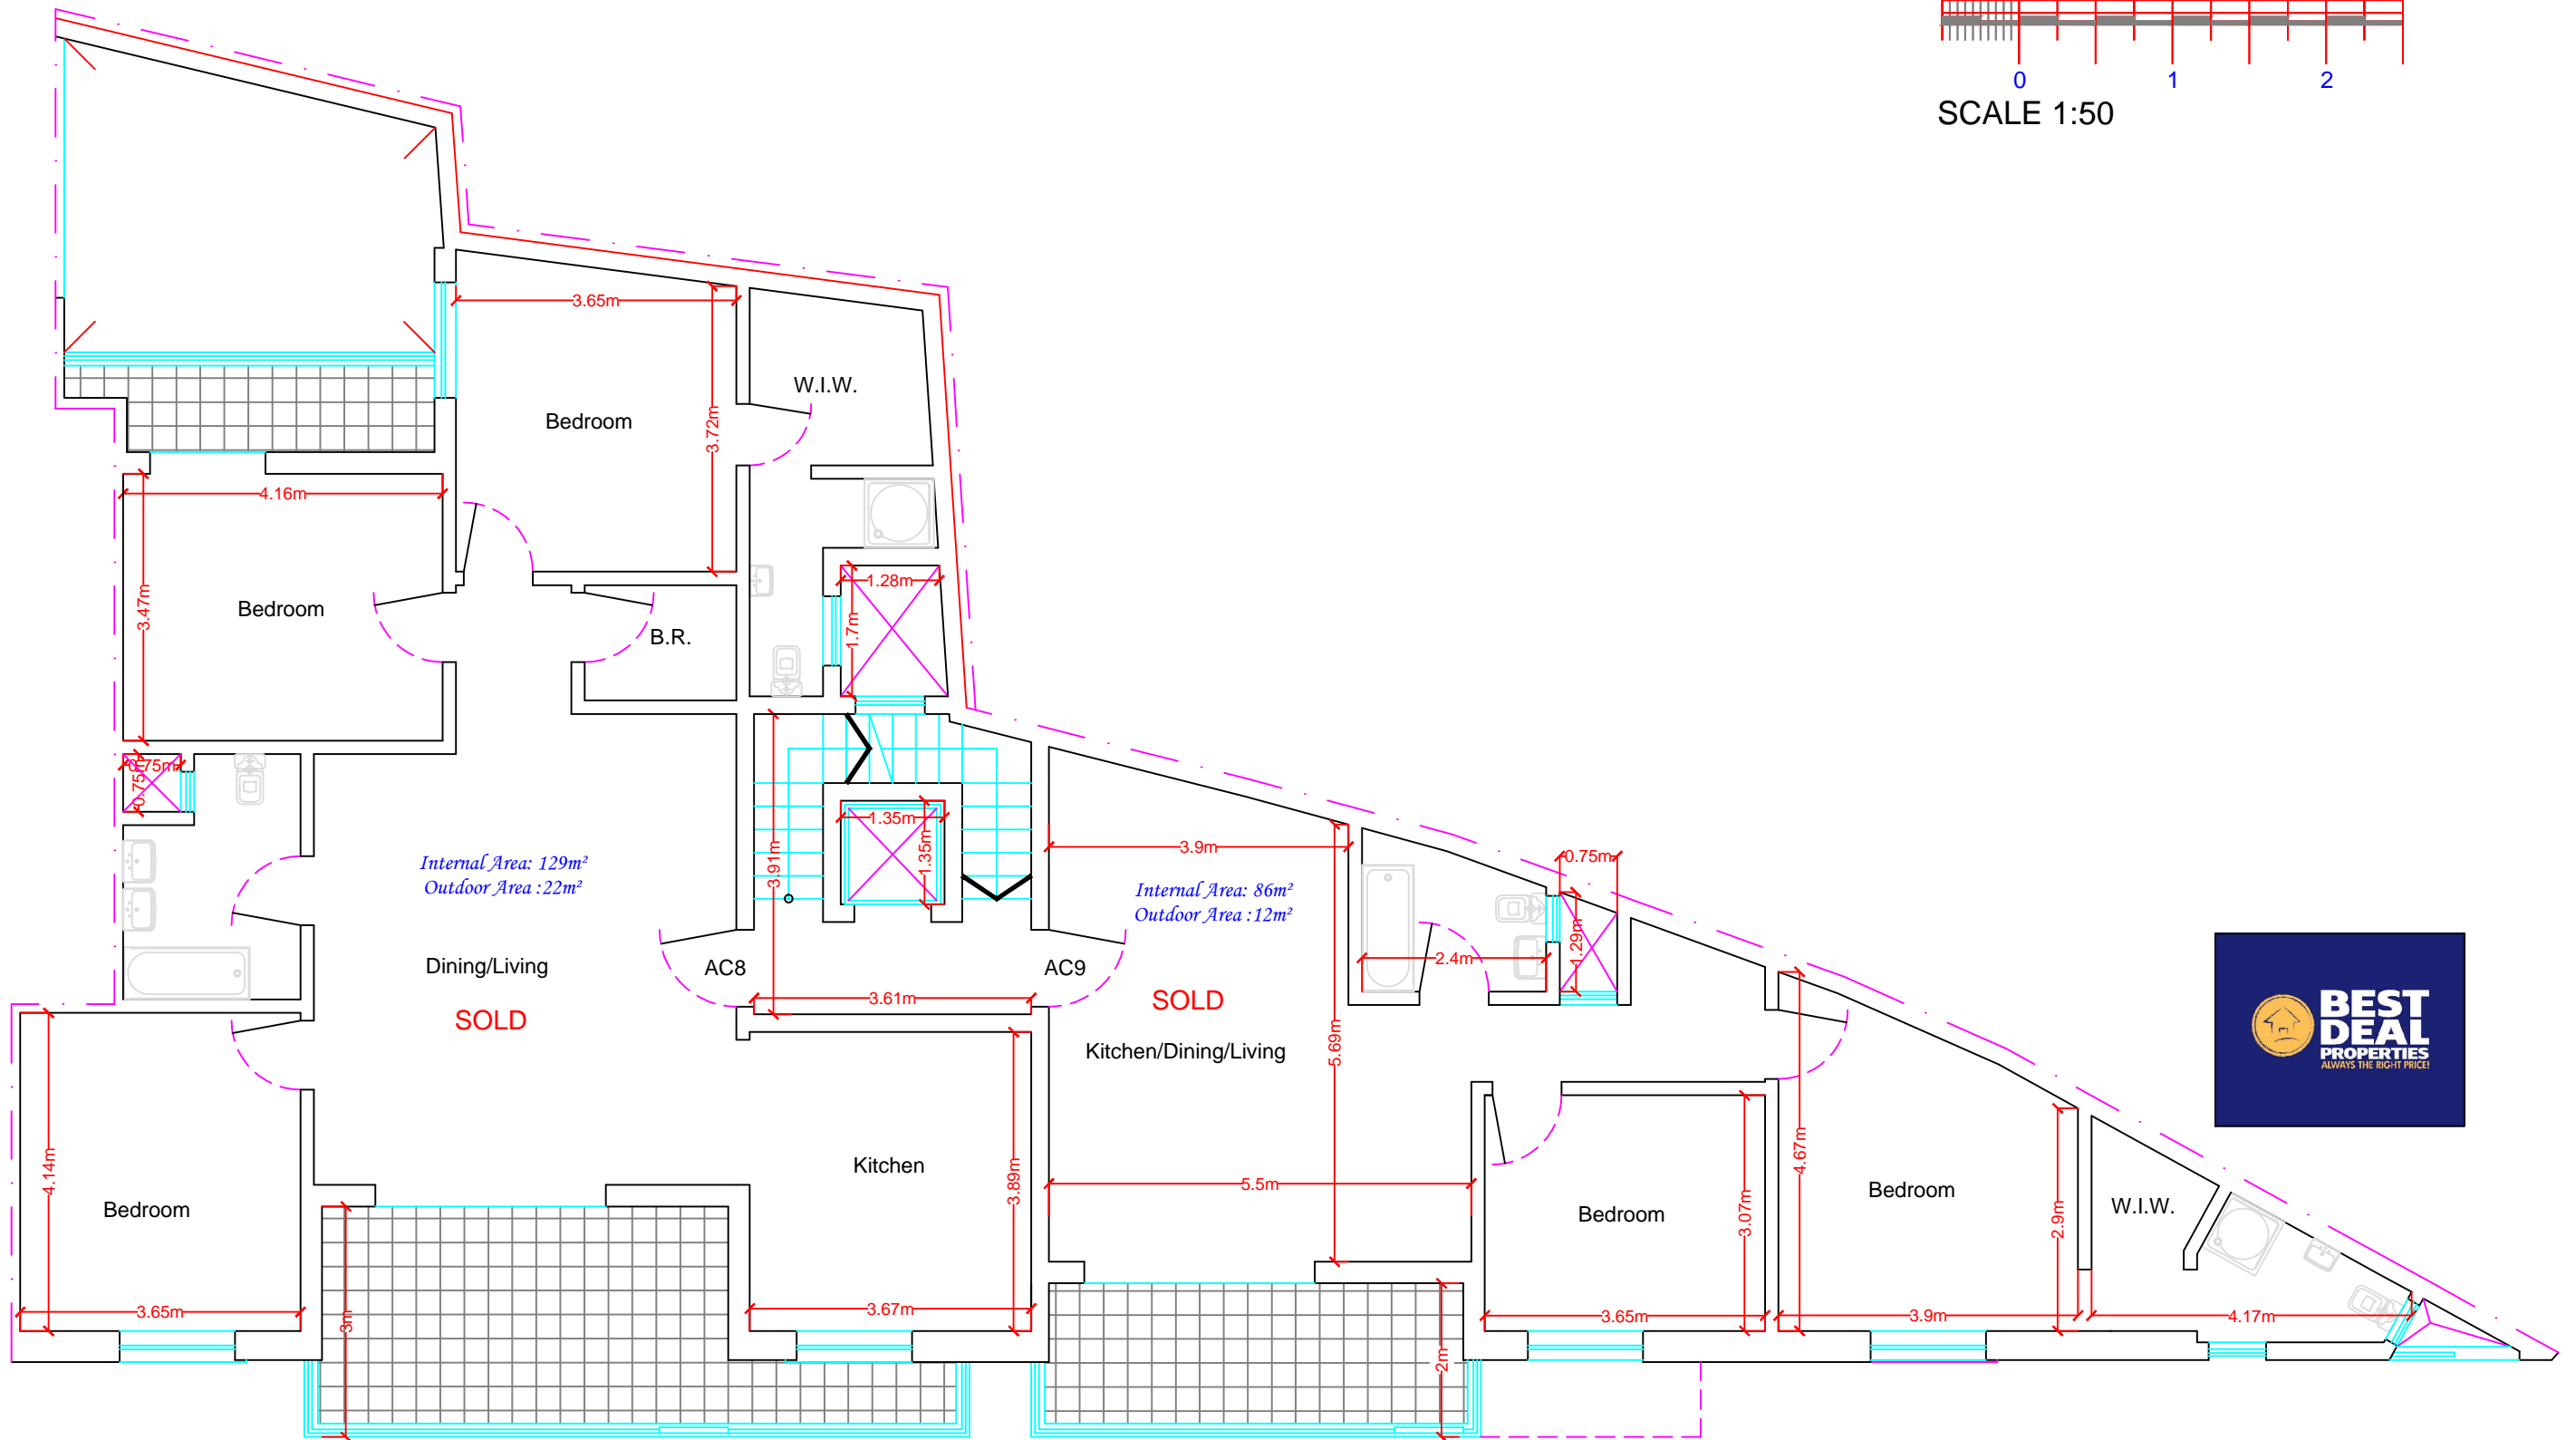 0 1 2
SCALE 1:50
3.65m
W.I.W.
Bedroom
3.72m
4.16m
3.47m
Bedroom
1.28m
1.7m
B.R.
0.75m
0.75m
1.35m
1.35m
3.91m
Internal Area: 129m²
Outdoor Area :22m²
Dining/Living
SOLD
AC8
AC9
3.61m
3.9m
Internal Area: 86m²
Outdoor Area :12m²
SOLD
Kitchen/Dining/Living
5.69m
2.4m
0.75m
1.29m
BEST
DEAL
PROPERTIES
ALWAYS THE RIGHT PRICE!
4.14m
Bedroom
3.65m
3m
Kitchen
3.89m
3.67m
5.5m
2m
Bedroom
3.07m
3.65m
4.67m
Bedroom
2.9m
3.9m
W.I.W.
4.17m